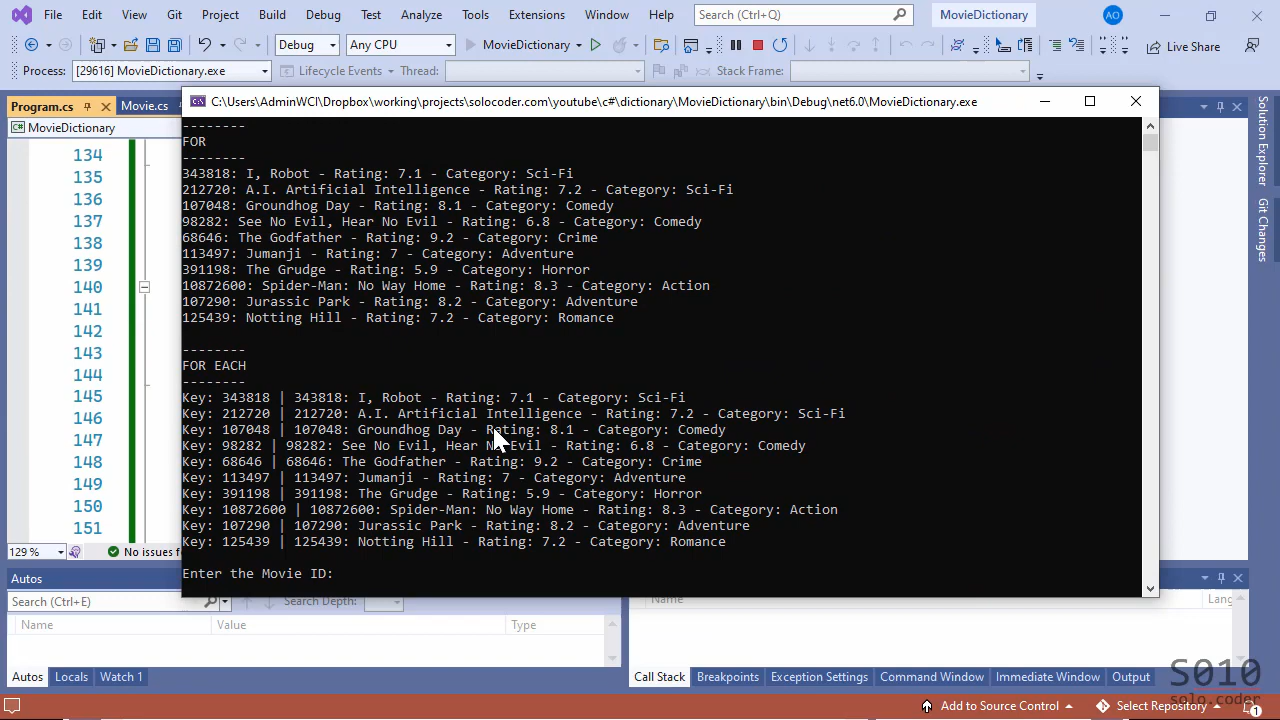 File Edit View Git Project Build Debug Test Analyze Tools Extensions Window Help Search (Ctrl+Q) MovieDictionary AO
Debug Any CPU MovieDictionary Live Share
Process: [29616] MovieDictionary.exe Lifecycle Events Thread: Stack Frame:
Program.cs Movie.cs
C:\Users\AdminWCI\Dropbox\working\projects\solocoder.com\youtube\c#\dictionary\MovieDictionary\bin\Debug\net6.0\MovieDictionary.exe
MovieDictionary
134
135
136
137
138
139
140
141
142
143
144
145
146
147
148
149
150
151
--------
FOR
--------
343818: I, Robot - Rating: 7.1 - Category: Sci-Fi
212720: A.I. Artificial Intelligence - Rating: 7.2 - Category: Sci-Fi
107048: Groundhog Day - Rating: 8.1 - Category: Comedy
98282: See No Evil, Hear No Evil - Rating: 6.8 - Category: Comedy
68646: The Godfather - Rating: 9.2 - Category: Crime
113497: Jumanji - Rating: 7 - Category: Adventure
391198: The Grudge - Rating: 5.9 - Category: Horror
10872600: Spider-Man: No Way Home - Rating: 8.3 - Category: Action
107290: Jurassic Park - Rating: 8.2 - Category: Adventure
125439: Notting Hill - Rating: 7.2 - Category: Romance
--------
FOR EACH
--------
Key: 343818 | 343818: I, Robot - Rating: 7.1 - Category: Sci-Fi
Key: 212720 | 212720: A.I. Artificial Intelligence - Rating: 7.2 - Category: Sci-Fi
Key: 107048 | 107048: Groundhog Day - Rating: 8.1 - Category: Comedy
Key: 98282 | 98282: See No Evil, Hear No Evil - Rating: 6.8 - Category: Comedy
Key: 68646 | 68646: The Godfather - Rating: 9.2 - Category: Crime
Key: 113497 | 113497: Jumanji - Rating: 7 - Category: Adventure
Key: 391198 | 391198: The Grudge - Rating: 5.9 - Category: Horror
Key: 10872600 | 10872600: Spider-Man: No Way Home - Rating: 8.3 - Category: Action
Key: 107290 | 107290: Jurassic Park - Rating: 8.2 - Category: Adventure
Key: 125439 | 125439: Notting Hill - Rating: 7.2 - Category: Romance
Enter the Movie ID:
Solution Explorer
Git Changes
129 % No issues
Autos
Search (Ctrl+E) Search Depth:
Name Value Type
Name Lang
Autos Locals Watch 1
Call Stack Breakpoints Exception Settings Command Window Immediate Window Output
S010
solo.coder
Add to Source Control Select Repository 1